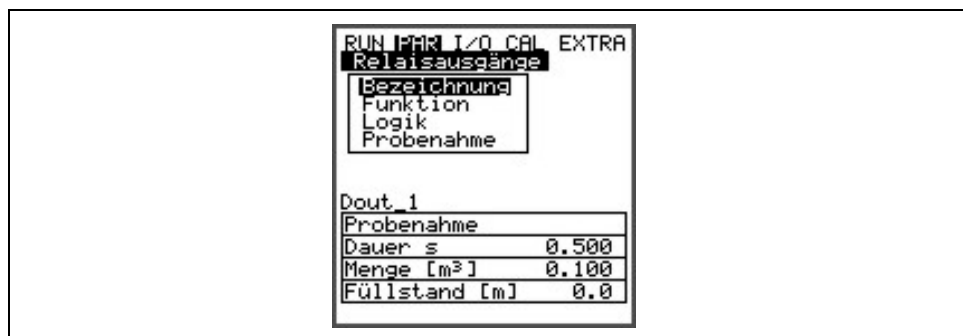 RUN PAR I/O CAL EXTRA
Relaisausgänge
Bezeichnung
Funktion
Logik
Probenahme
Dout_1
Probenahme
Dauer s 0.500
Menge [m³] 0.100
Füllstand [m] 0.0